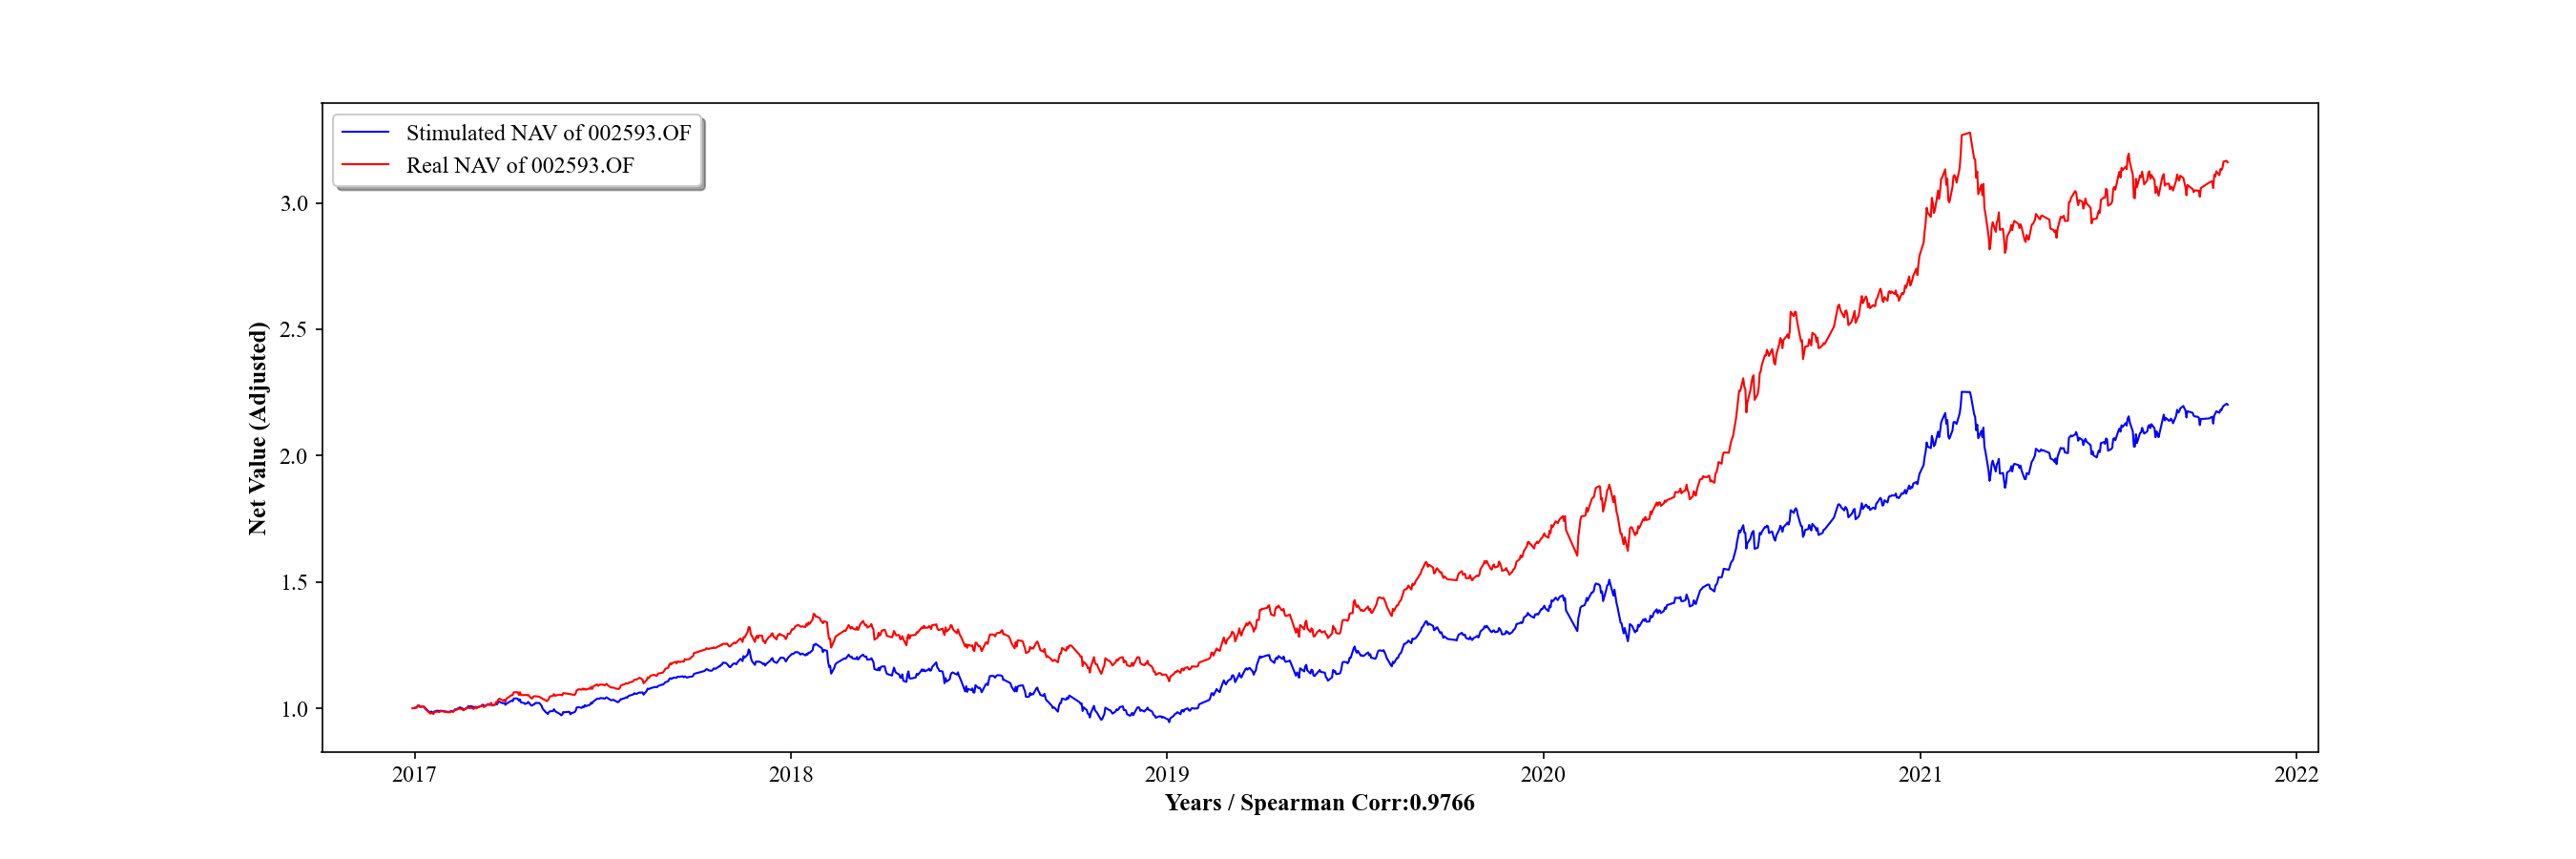 Stimulated NAV of 002593.OF
Real NAV of 002593.OF
Net Value (Adjusted)
3.0
2.5
2.0
1.5
1.0
2017 2018 2019 2020 2021 2022
Years / Spearman Corr:0.9766